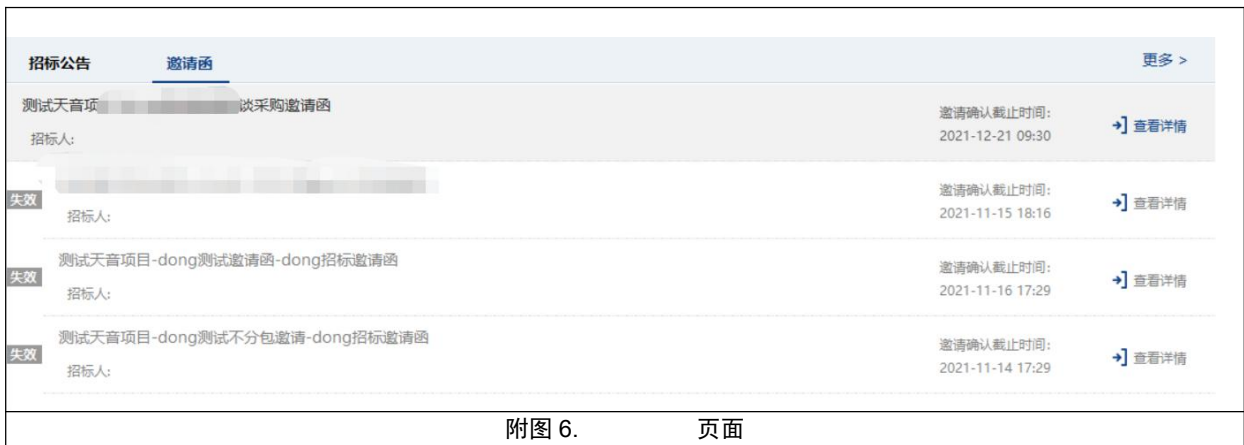 招标公告 邀请函 更多 >
测试天音项 谈采购邀请函
招标人:
邀请确认截止时间:
2021-12-21 09:30
查看详情
失效
招标人:
邀请确认截止时间:
2021-11-15 18:16
查看详情
测试天音项目-dong测试邀请函-dong招标邀请函
失效
招标人:
邀请确认截止时间:
2021-11-16 17:29
查看详情
测试天音项目-dong测试不分包邀请-dong招标邀请函
失效
招标人:
邀请确认截止时间:
2021-11-14 17:29
查看详情
附图 6. 页面